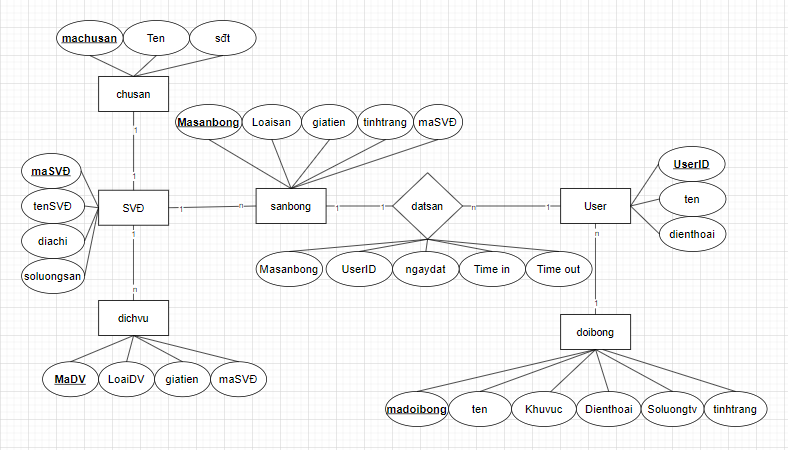 machusan
Ten
sđt
chusan
1
1
Masanbong
Loaisan
giatien
tinhtrang
maSVĐ
maSVĐ
tenSVĐ
diachi
soluongsan
SVĐ
1
n
sanbong
1
1
datsan
n
1
User
UserID
ten
dienthoai
Masanbong
UserID
ngaydat
Time in
Time out
1
n
n
1
dichvu
MaDV
LoaiDV
giatien
maSVĐ
doibong
madoibong
ten
Khuvuc
Dienthoai
Soluongtv
tinhtrang